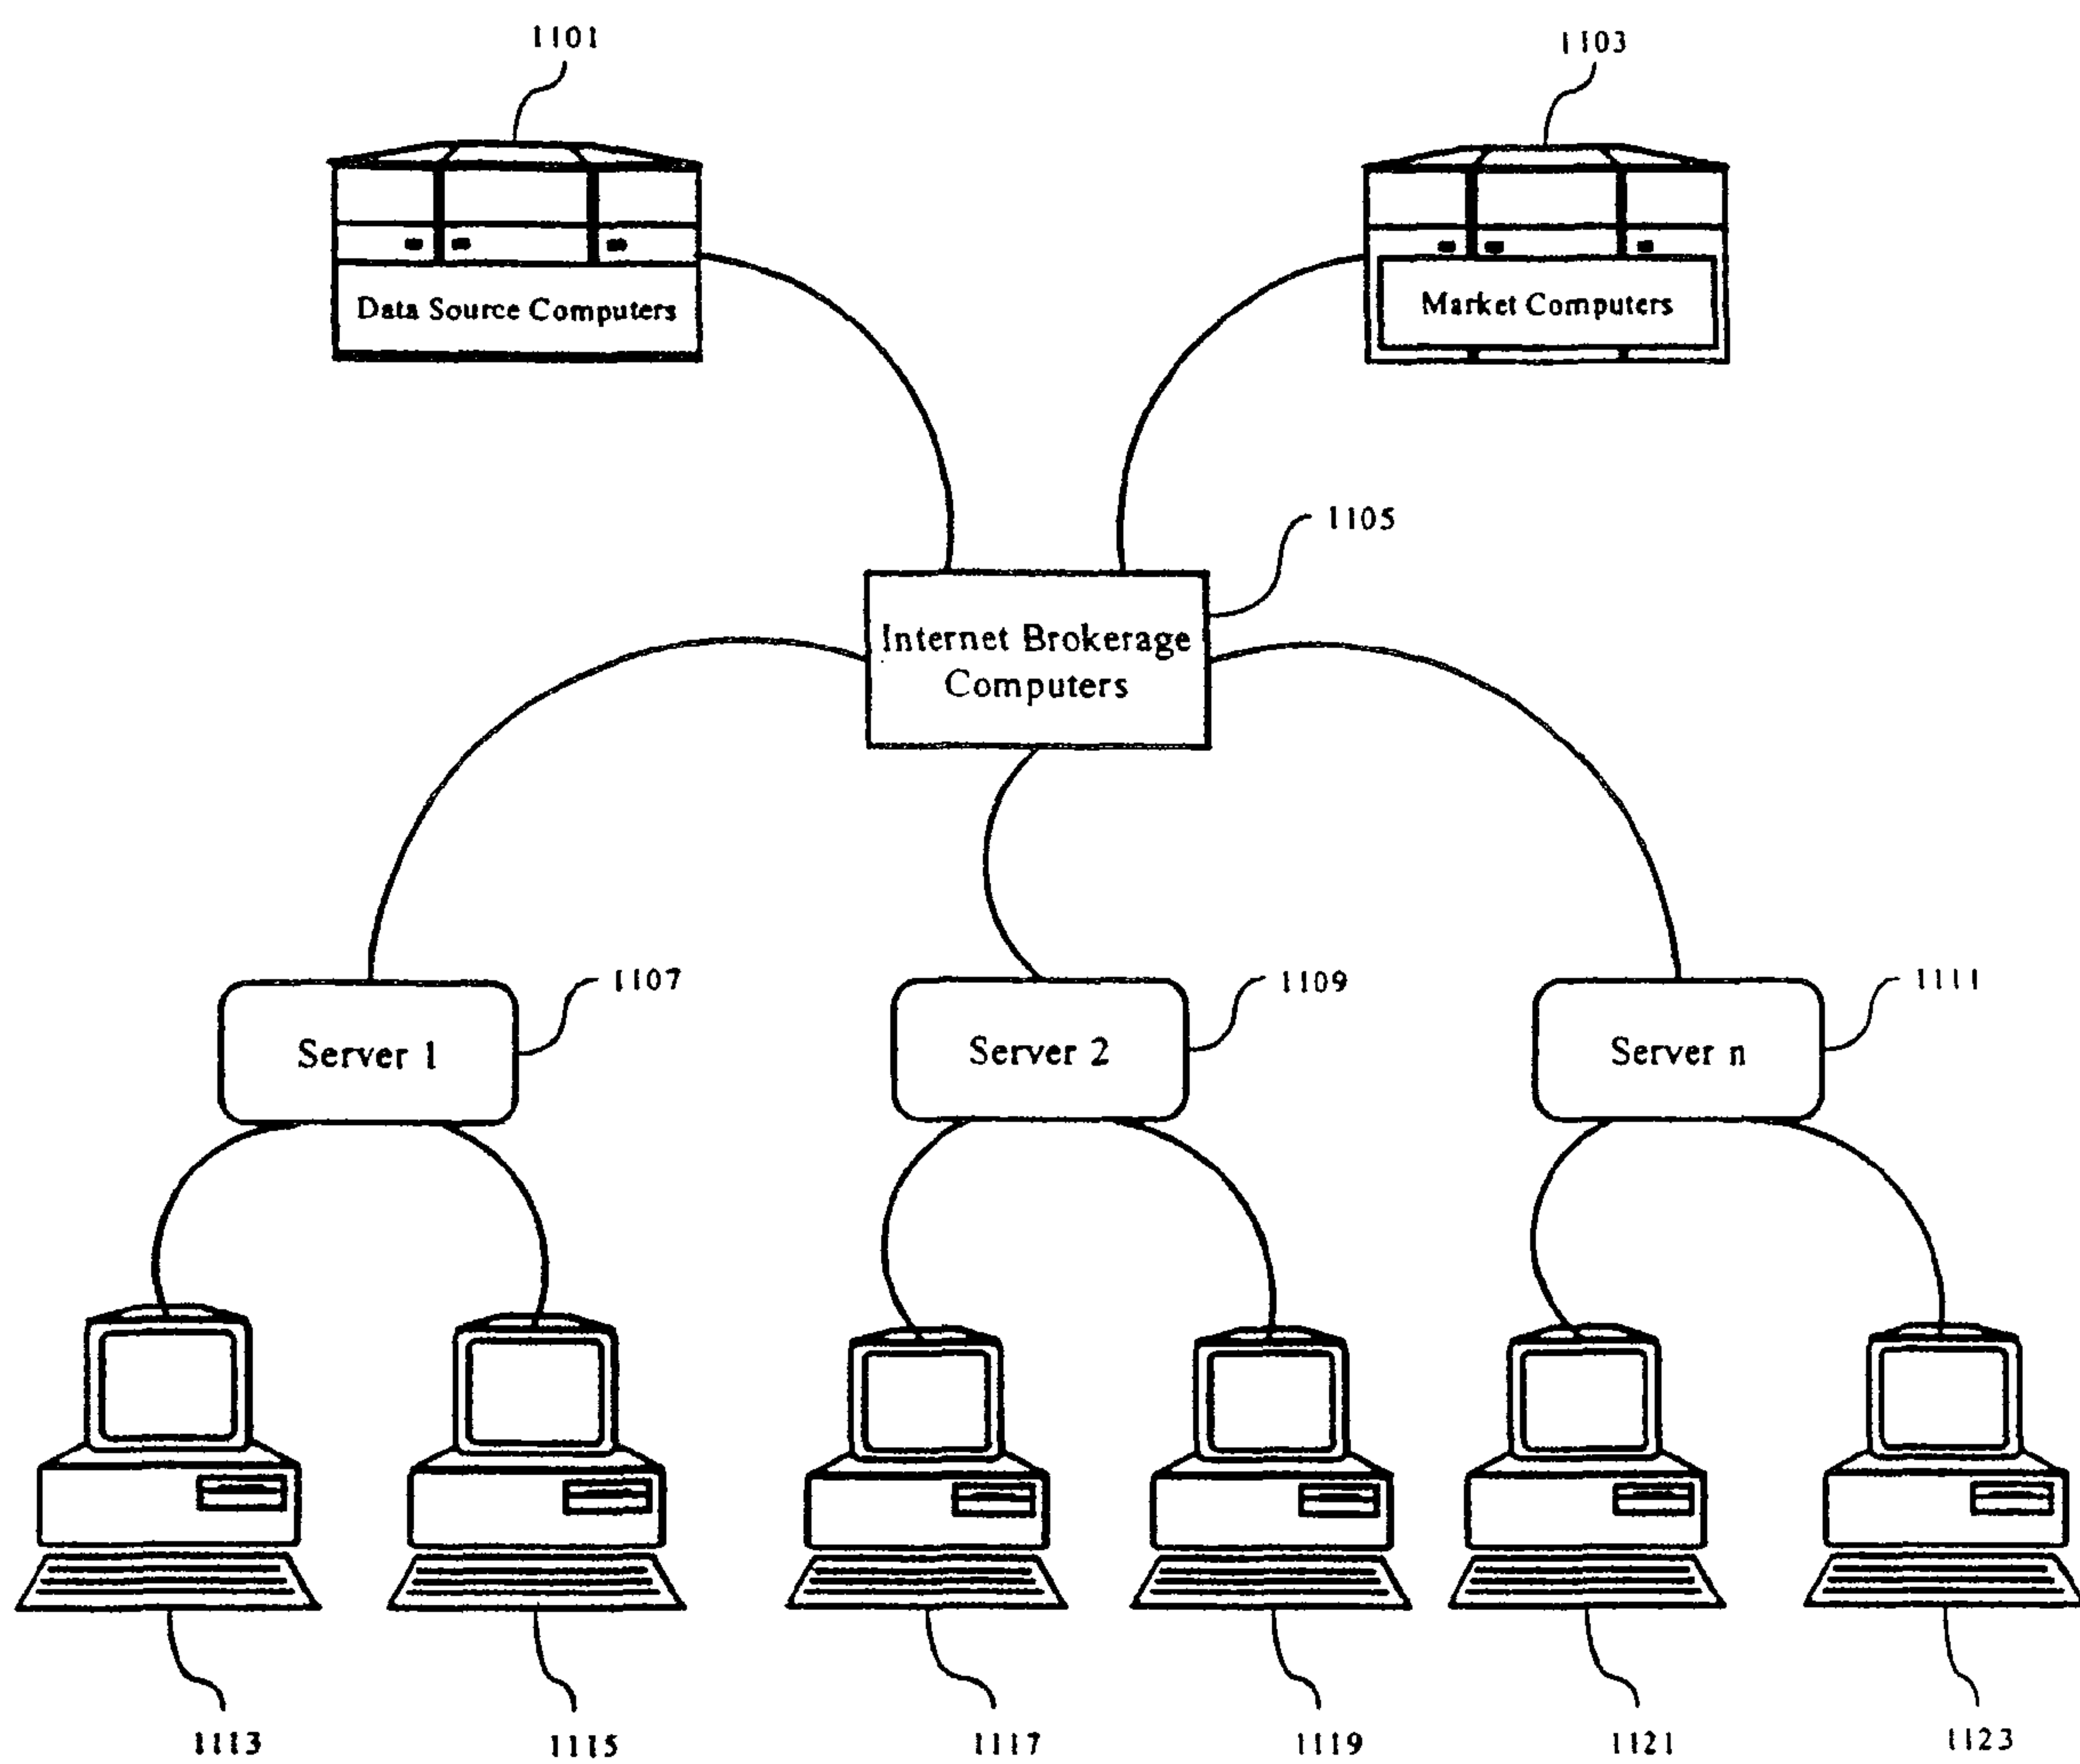 1101
1103
Data Source Computers
Market Computers
1105
Internet Brokerage
Computers
1107
1109
1111
Server 1
Server 2
Server n
1113
1115
1117
1119
1121
1123